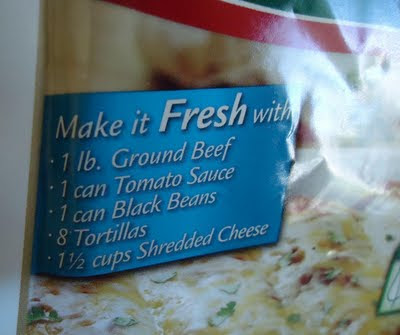 Make it Fresh with
· 1 lb. Ground Beef
· 1 can Tomato Sauce
· 1 can Black Beans
· 8 Tortillas
· 1½ cups Shredded Cheese